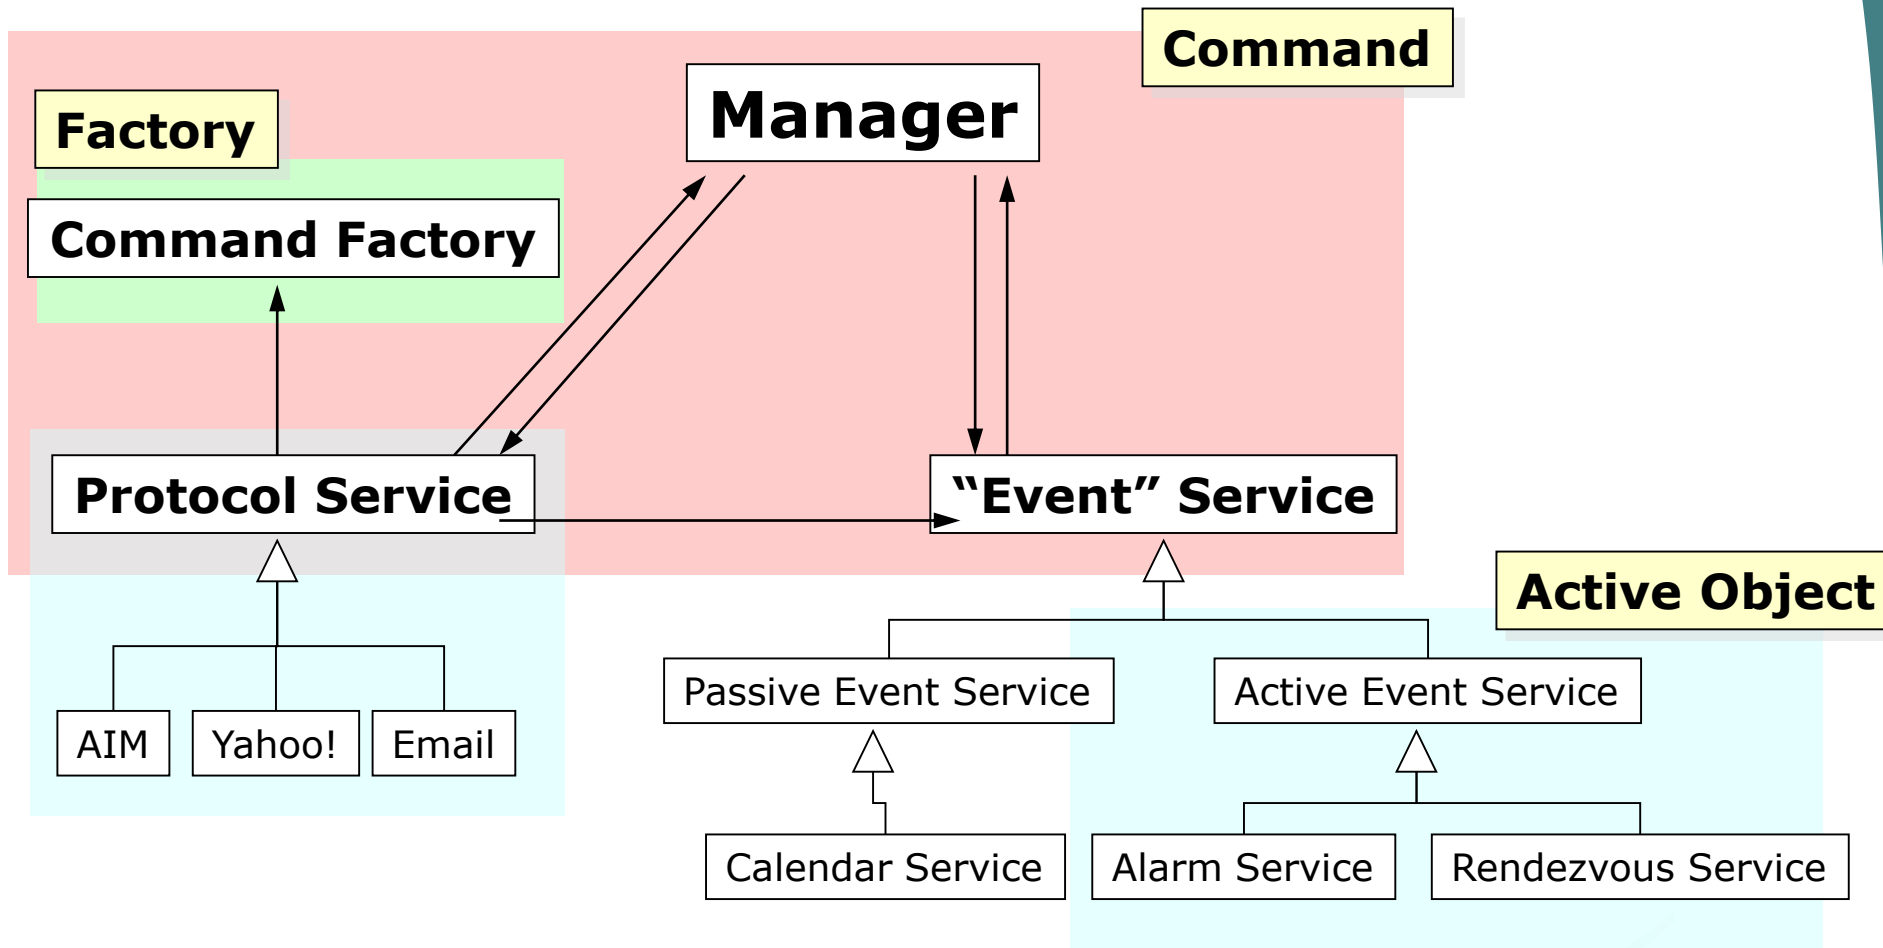 Command
Manager
Factory
Command Factory
Protocol Service
“Event” Service
Active Object
Passive Event Service
Active Event Service
AIM
Yahoo!
Email
Calendar Service
Alarm Service
Rendezvous Service